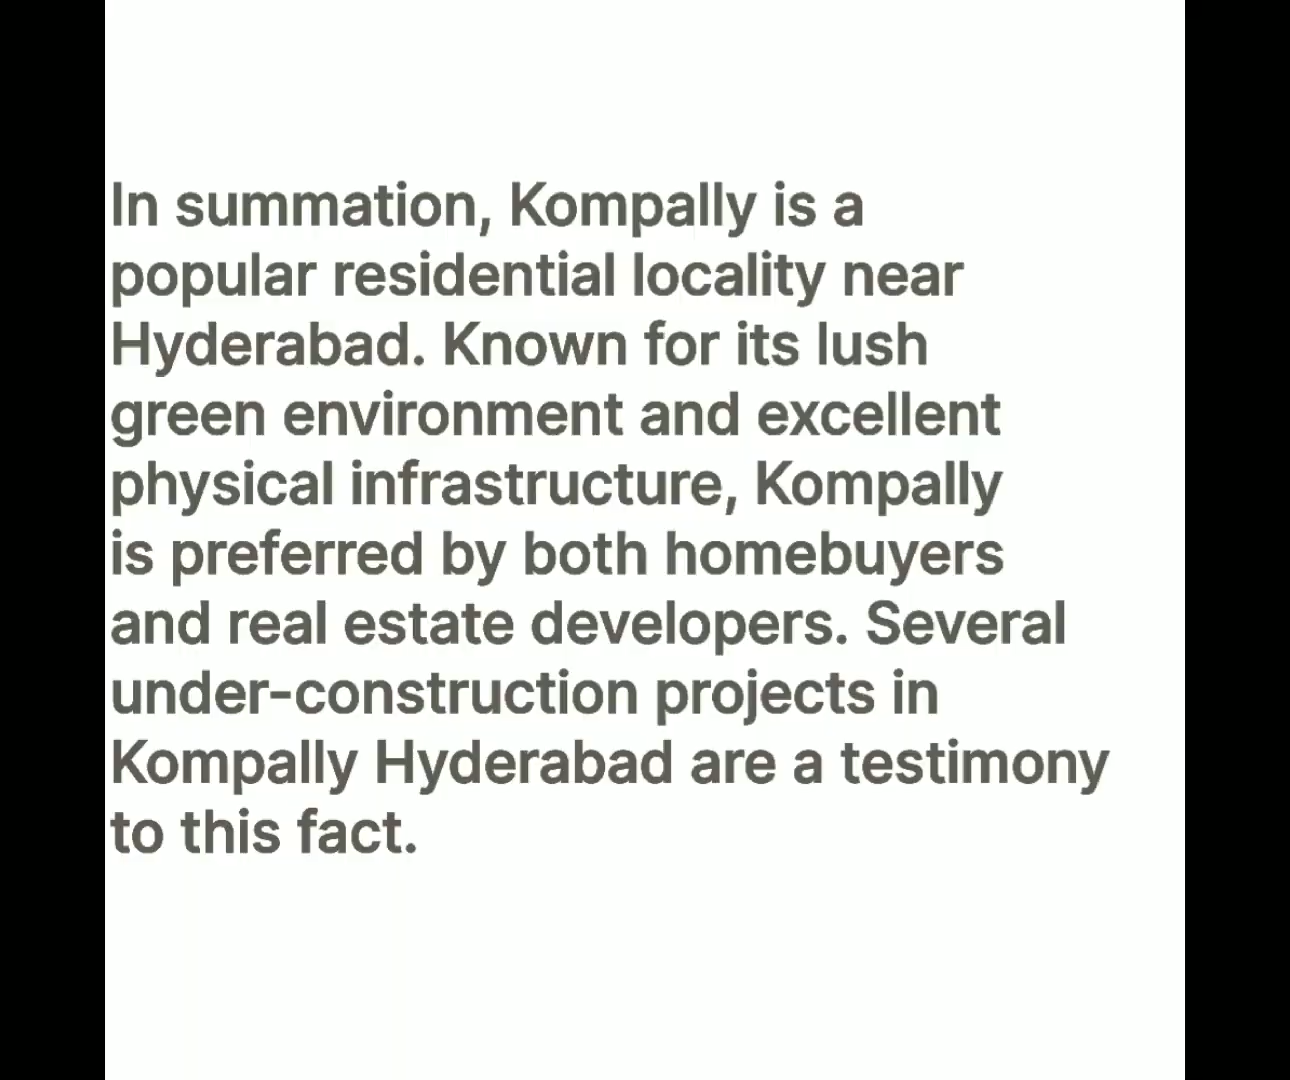 In summation, Kompally is a
popular residential locality near
Hyderabad. Known for its lush
green environment and excellent
physical infrastructure, Kompally
is preferred by both homebuyers
and real estate developers. Several
under-construction projects in
Kompally Hyderabad are a testimony
to this fact.